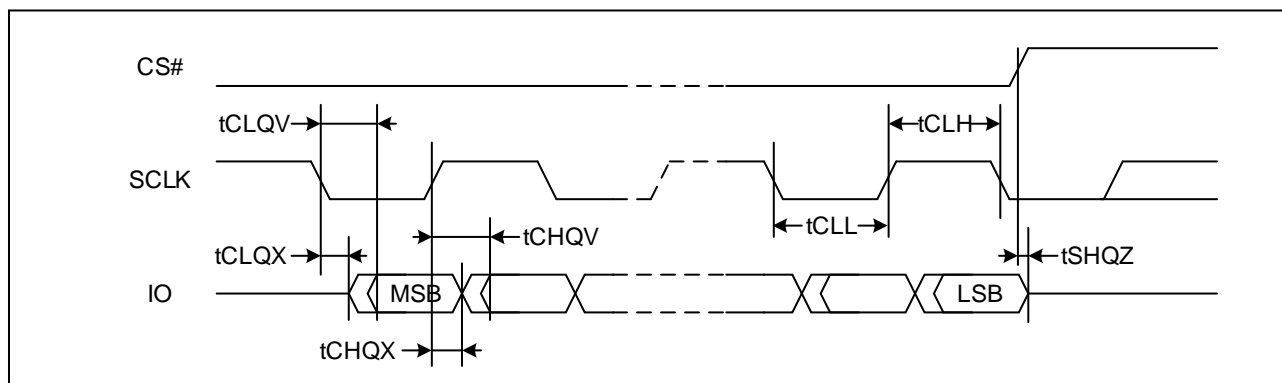 CS#
tCLQV
tCLH
SCLK
tCHQV
tCLL
tCLQX
tSHQZ
IO
MSB
LSB
tCHQX